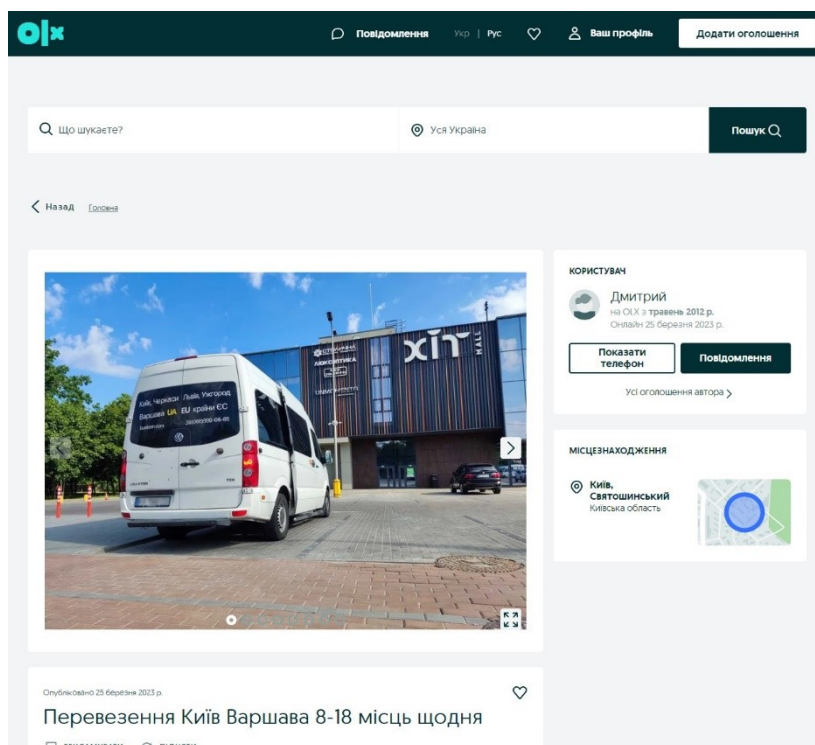 olx
Повідомлення
Укр | Рус
Ваш профіль
Додати оголошення
Що шукаєте?
Уся Україна
Пошук
Назад
Головна
ХІТ
MALL
Київ, Черкаси Львів, Ужгород
Варшава UA EU країни ЄС
КОРИСТУВАЧ
Дмитрий
на OLX з травень 2012 р.
Онлайн 25 березня 2023 р.
Показати телефон
Повідомлення
Усі оголошення автора
МІСЦЕЗНАХОДЖЕННЯ
Київ,
Святошинський
Київська область
Опубліковано 25 березня 2023 р.
Перевезення Київ Варшава 8-18 місць щодня